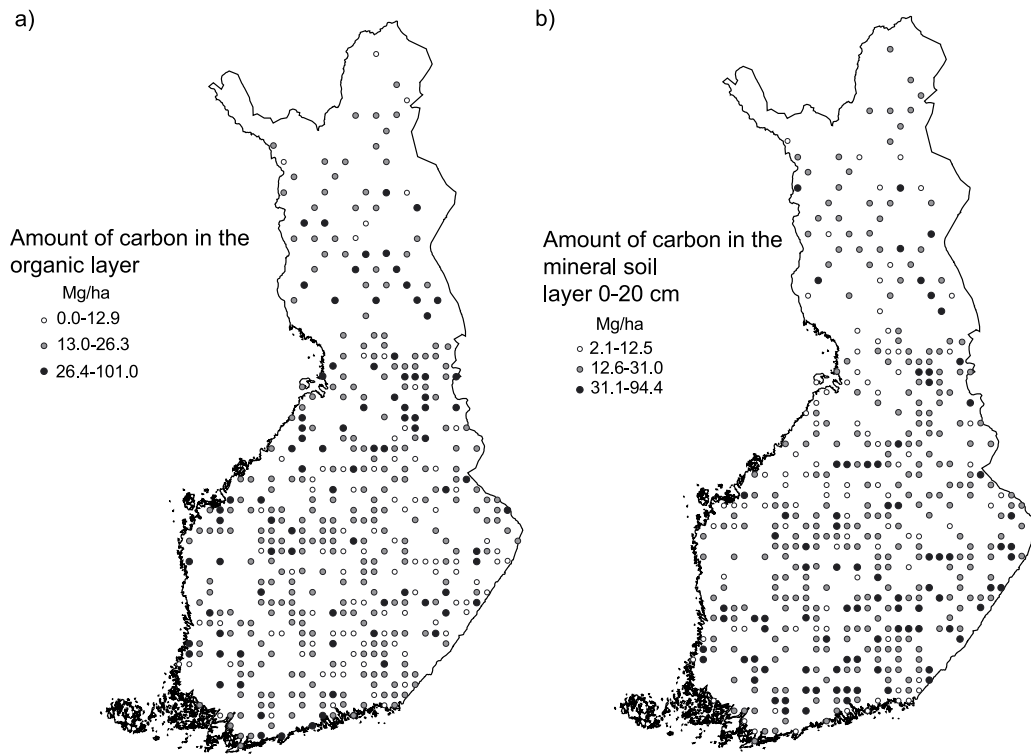 a)
Amount of carbon in the
organic layer
Mg/ha
0.0-12.9
13.0-26.3
26.4-101.0
b)
Amount of carbon in the
mineral soil
layer 0-20 cm
Mg/ha
2.1-12.5
12.6-31.0
31.1-94.4